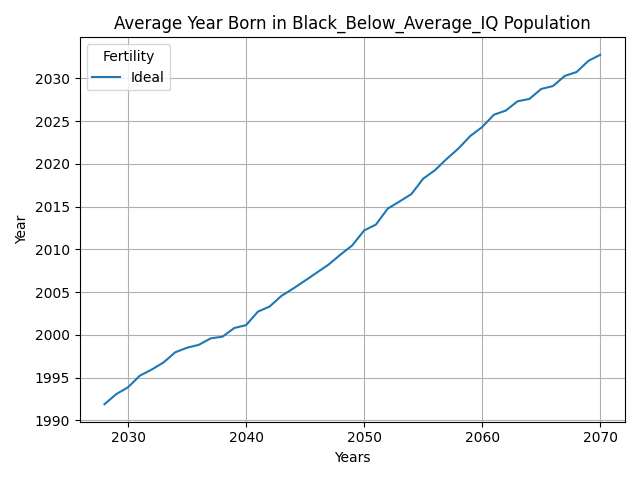 Average Year Born in Black_Below_Average_IQ Population
Fertility
Ideal
Year
2030
2025
2020
2015
2010
2005
2000
1995
1990
2030 2040 2050 2060 2070
Years